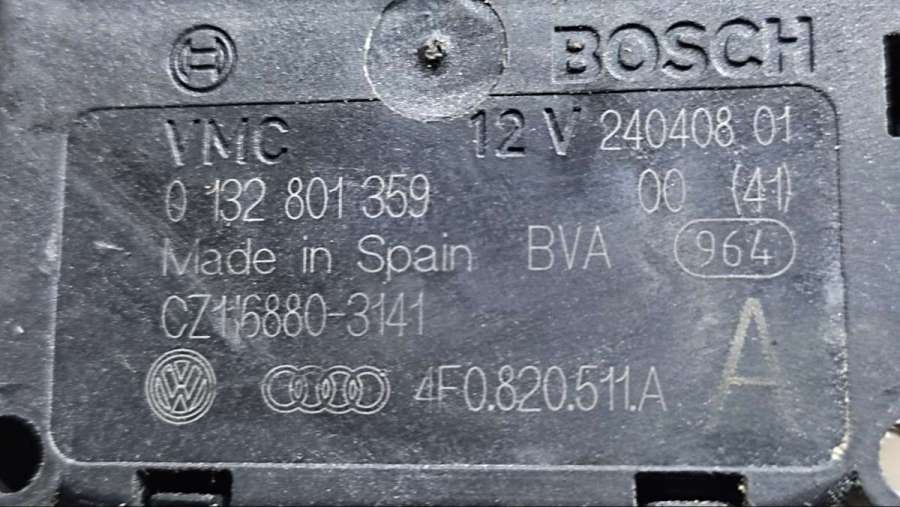 BOSCH
VMC 12 V 240408 01
0 132 801 359 00 (41)
Made in Spain BVA 964
CZ116880-3141
4F0.820.511.A A